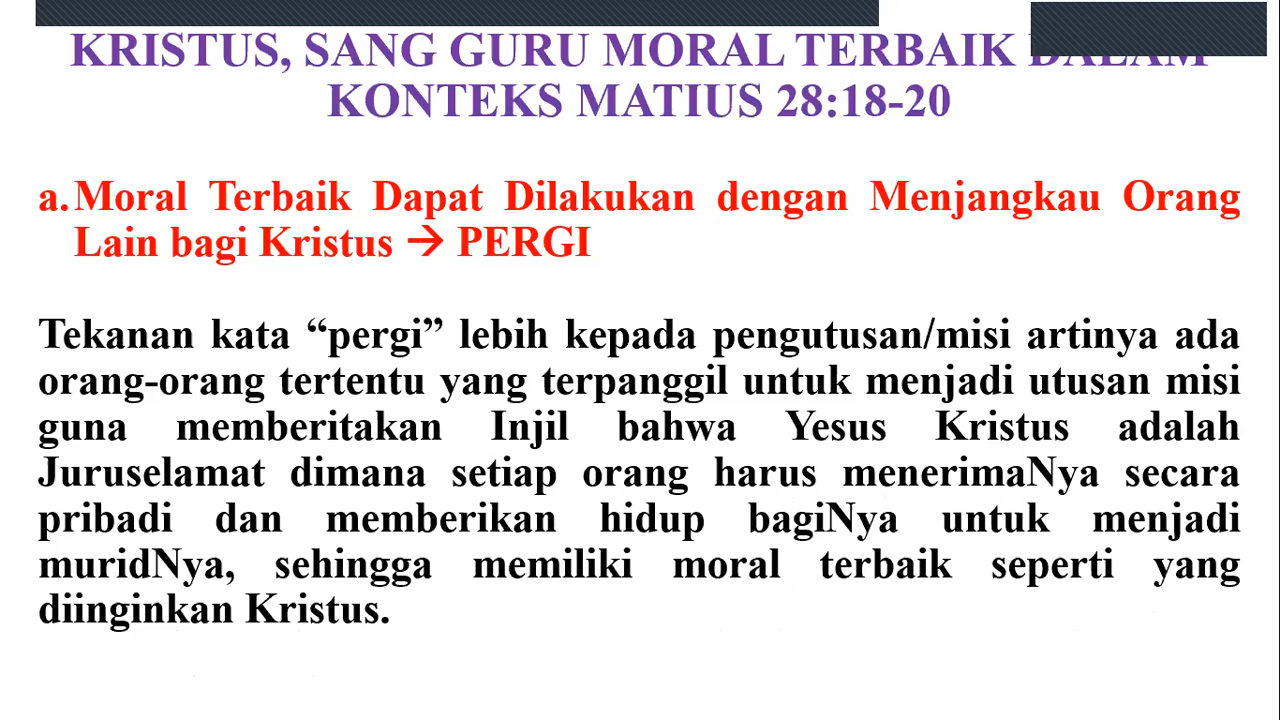 KRISTUS, SANG GURU MORAL TERBAIK DALAM
KONTEKS MATIUS 28:18-20
a. Moral Terbaik Dapat Dilakukan dengan Menjangkau Orang
Lain bagi Kristus → PERGI
Tekanan kata “pergi” lebih kepada pengutusan/misi artinya ada
orang-orang tertentu yang terpanggil untuk menjadi utusan misi
guna memberitakan Injil bahwa Yesus Kristus adalah
Juruselamat dimana setiap orang harus menerimaNya secara
pribadi dan memberikan hidup bagiNya untuk menjadi
muridNya, sehingga memiliki moral terbaik seperti yang
diinginkan Kristus.